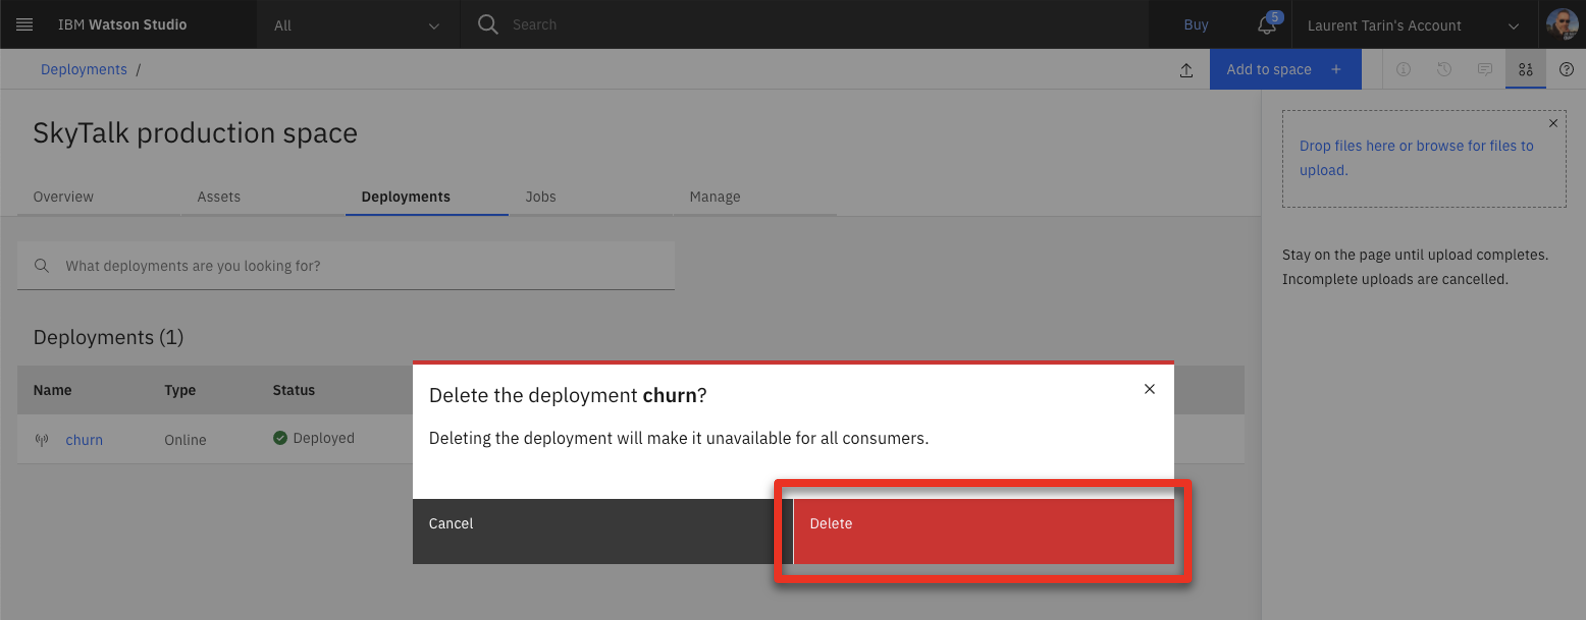 IBM Watson Studio
All
Search
Buy
5
Laurent Tarin's Account
Deployments /
Add to space +
SkyTalk production space
Overview
Assets
Deployments
Jobs
Manage
What deployments are you looking for?
Deployments (1)
Name
Type
Status
churn
Online
Deployed
Delete the deployment churn?
Deleting the deployment will make it unavailable for all consumers.
Cancel
Delete
Drop files here or browse for files to
upload.
Stay on the page until upload completes.
Incomplete uploads are cancelled.